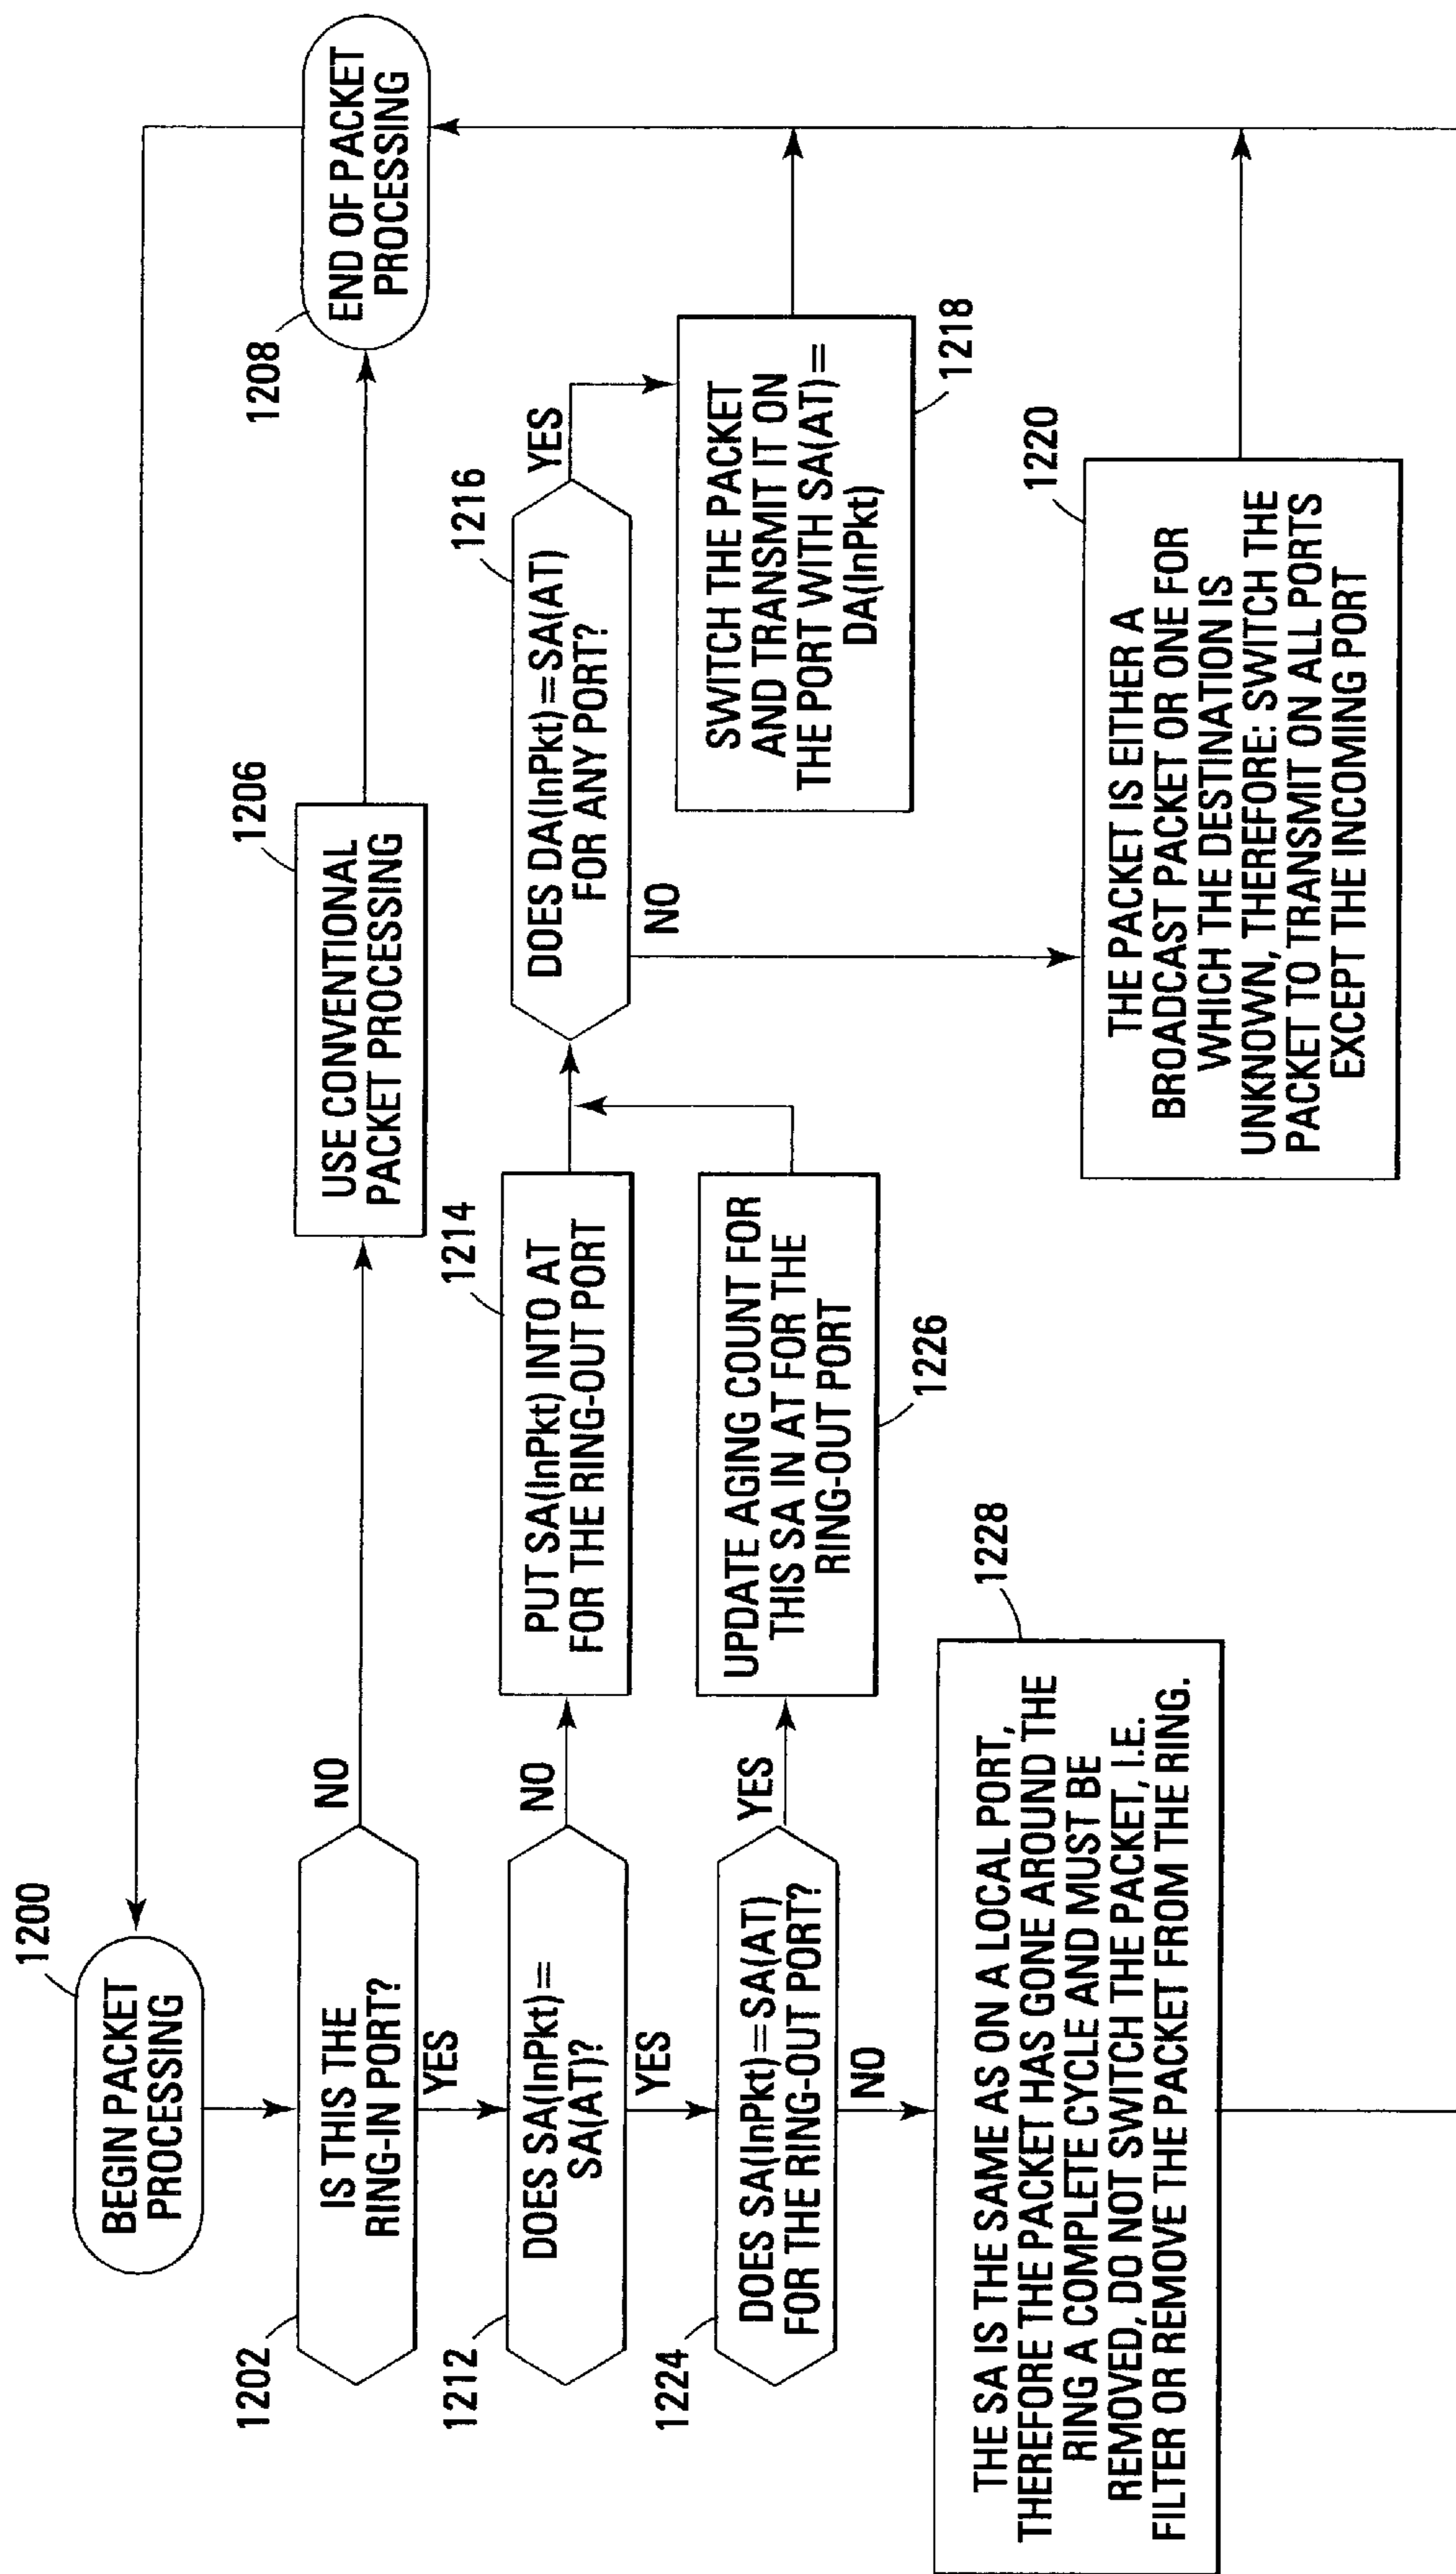 1200
BEGIN PACKET
PROCESSING
1202
IS THIS THE
RING-IN PORT?
NO
YES
1206
USE CONVENTIONAL
PACKET PROCESSING
1208
END OF PACKET
PROCESSING
1212
DOES SA(InPkt)=
SA(AT)?
NO
YES
1214
PUT SA(InPkt) INTO AT
FOR THE RING-OUT PORT
1216
DOES DA(InPkt)=SA(AT)
FOR ANY PORT?
YES
NO
SWITCH THE PACKET
AND TRANSMIT IT ON
THE PORT WITH SA(AT)=
DA(InPkt)
1218
1224
DOES SA(InPkt)=SA(AT)
FOR THE RING-OUT PORT?
YES
NO
UPDATE AGING COUNT FOR
THIS SA IN AT FOR THE
RING-OUT PORT
1226
1228
THE SA IS THE SAME AS ON A LOCAL PORT,
THEREFORE THE PACKET HAS GONE AROUND THE
RING A COMPLETE CYCLE AND MUST BE
REMOVED, DO NOT SWITCH THE PACKET, I.E.
FILTER OR REMOVE THE PACKET FROM THE RING.
1220
THE PACKET IS EITHER A
BROADCAST PACKET OR ONE FOR
WHICH THE DESTINATION IS
UNKNOWN, THEREFORE: SWITCH THE
PACKET TO TRANSMIT ON ALL PORTS
EXCEPT THE INCOMING PORT